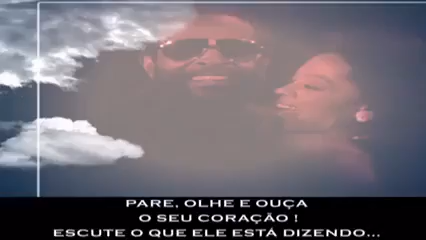 PARE, OLHE E OUÇA
O SEU CORAÇÃO !
ESCUTE O QUE ELE ESTÁ DIZENDO...